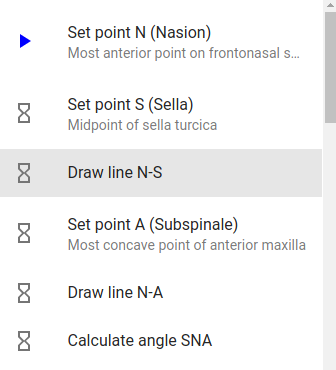 Set point N (Nasion)
Most anterior point on frontonasal s...
Set point S (Sella)
Midpoint of sella turcica
Draw line N-S
Set point A (Subspinale)
Most concave point of anterior maxilla
Draw line N-A
Calculate angle SNA